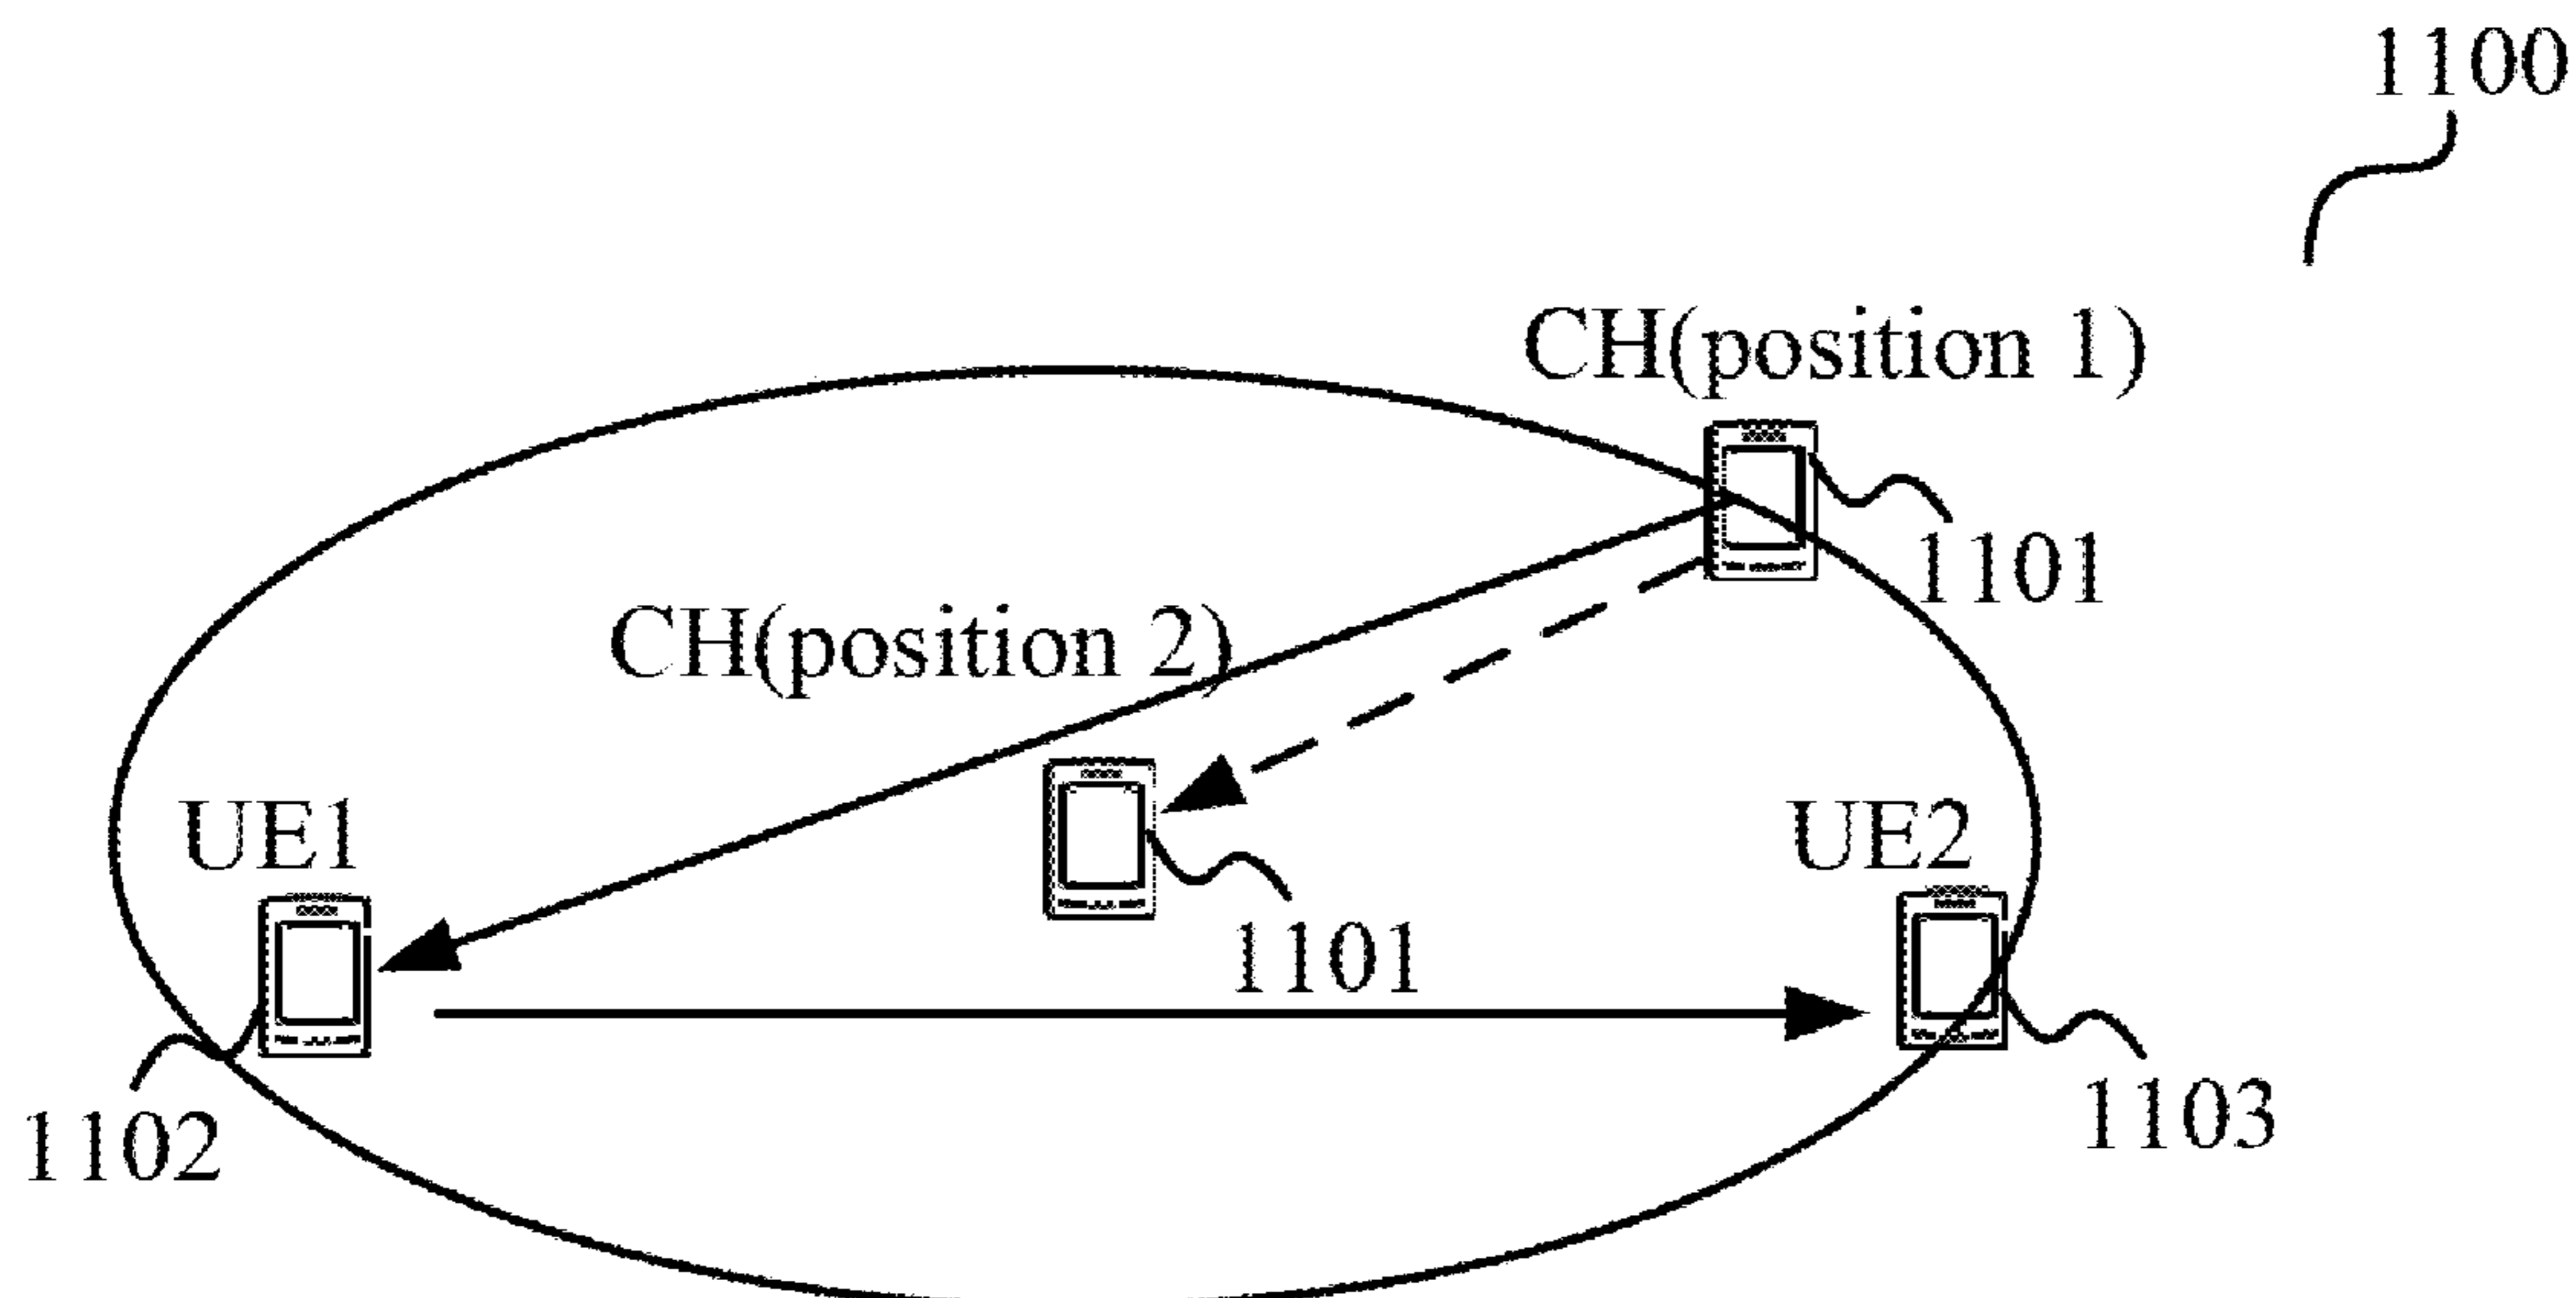 1100
CH(position 1)
1101
CH(position 2)
UE1
UE2
1101
1102
1103